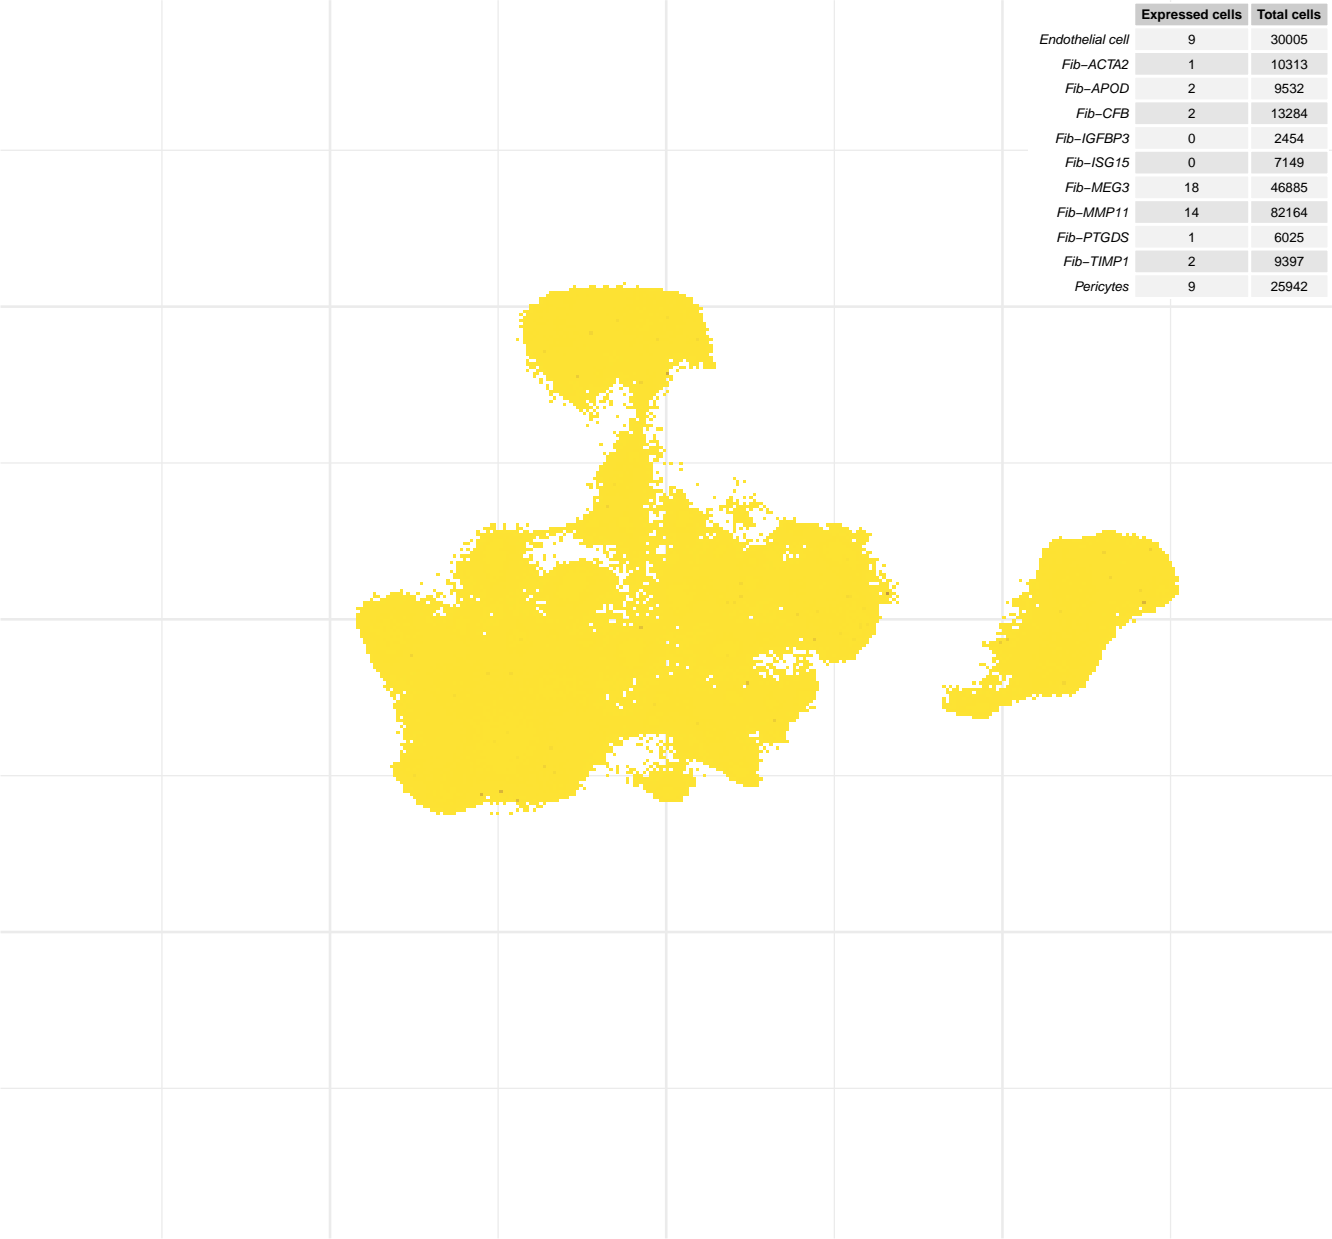 Expressed cells Total cells
Endothelial cell 9 30005
Fib−ACTA2 1 10313
Fib−APOD 2 9532
Fib−CFB 2 13284
Fib−IGFBP3 0 2454
Fib−ISG15 0 7149
Fib−MEG3 18 46885
Fib−MMP11 14 82164
Fib−PTGDS 1 6025
Fib−TIMP1 2 9397
Pericytes 9 25942